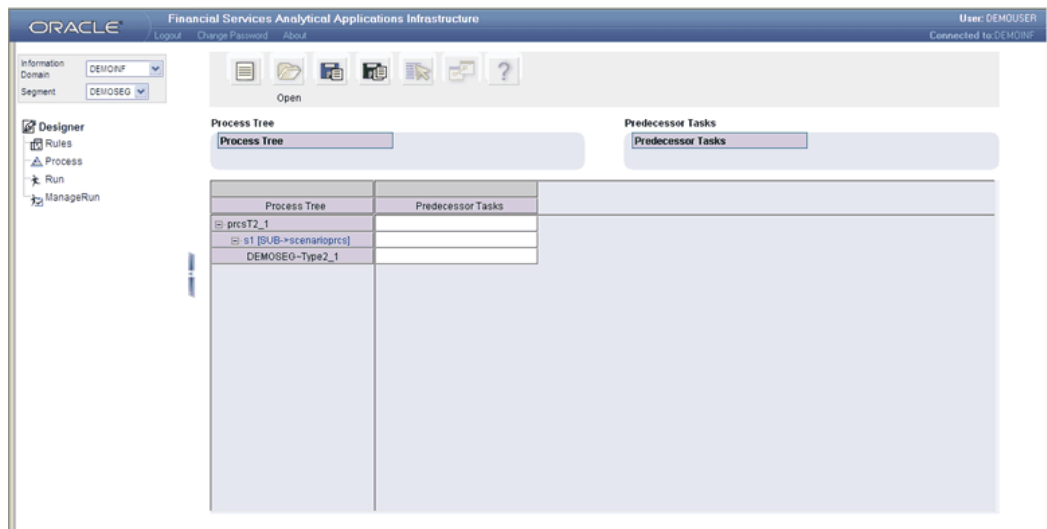 ORACLE®
Financial Services Analytical Applications Infrastructure
User: DEMOUSER
Logout Change Password About
Connected to:DEMOINF
Information Domain
DEMOINF
Segment
DEMOSEG
Open
Designer
Rules
Process
Run
ManageRun
Process Tree
Predecessor Tasks
Process Tree
Predecessor Tasks
Process Tree
Predecessor Tasks
prcsT2_1
s1 [SUB->scenarioprcs]
DEMOSEG~Type2_1